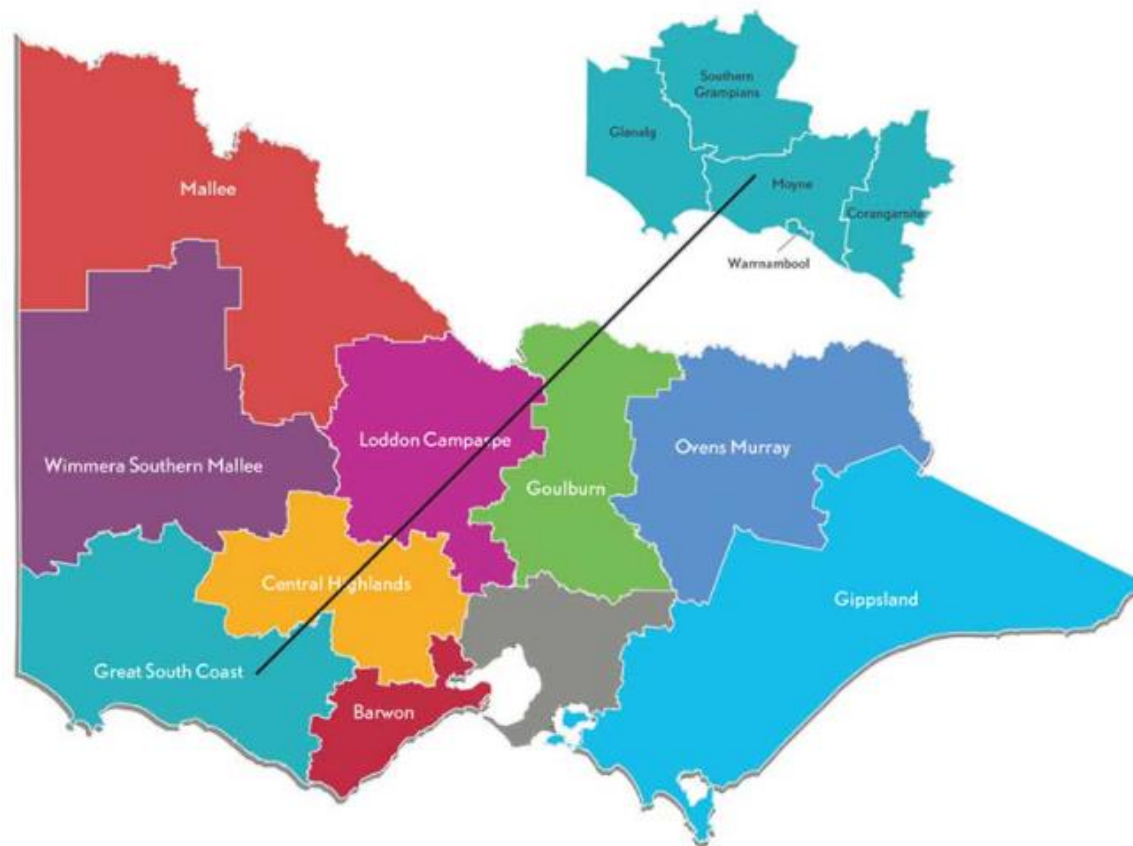 Southern
Grampians
Glenelg
Moyne
Corangamite
Warrnambool
Mallee
Loddon Campaspe
Wimmera Southern Mallee
Ovens Murray
Goulburn
Central Highlands
Gippsland
Great South Coast
Barwon